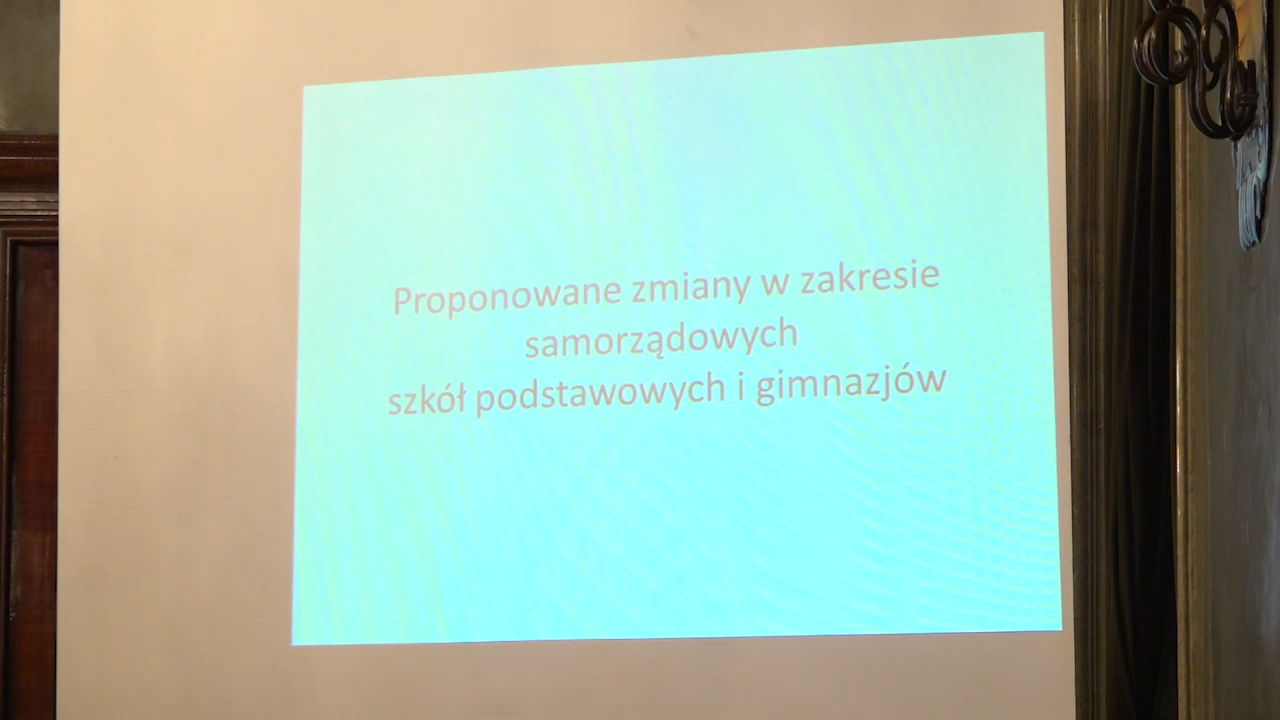 Proponowane zmiany w zakresie
samorządowych
szkół podstawowych i gimnazjów